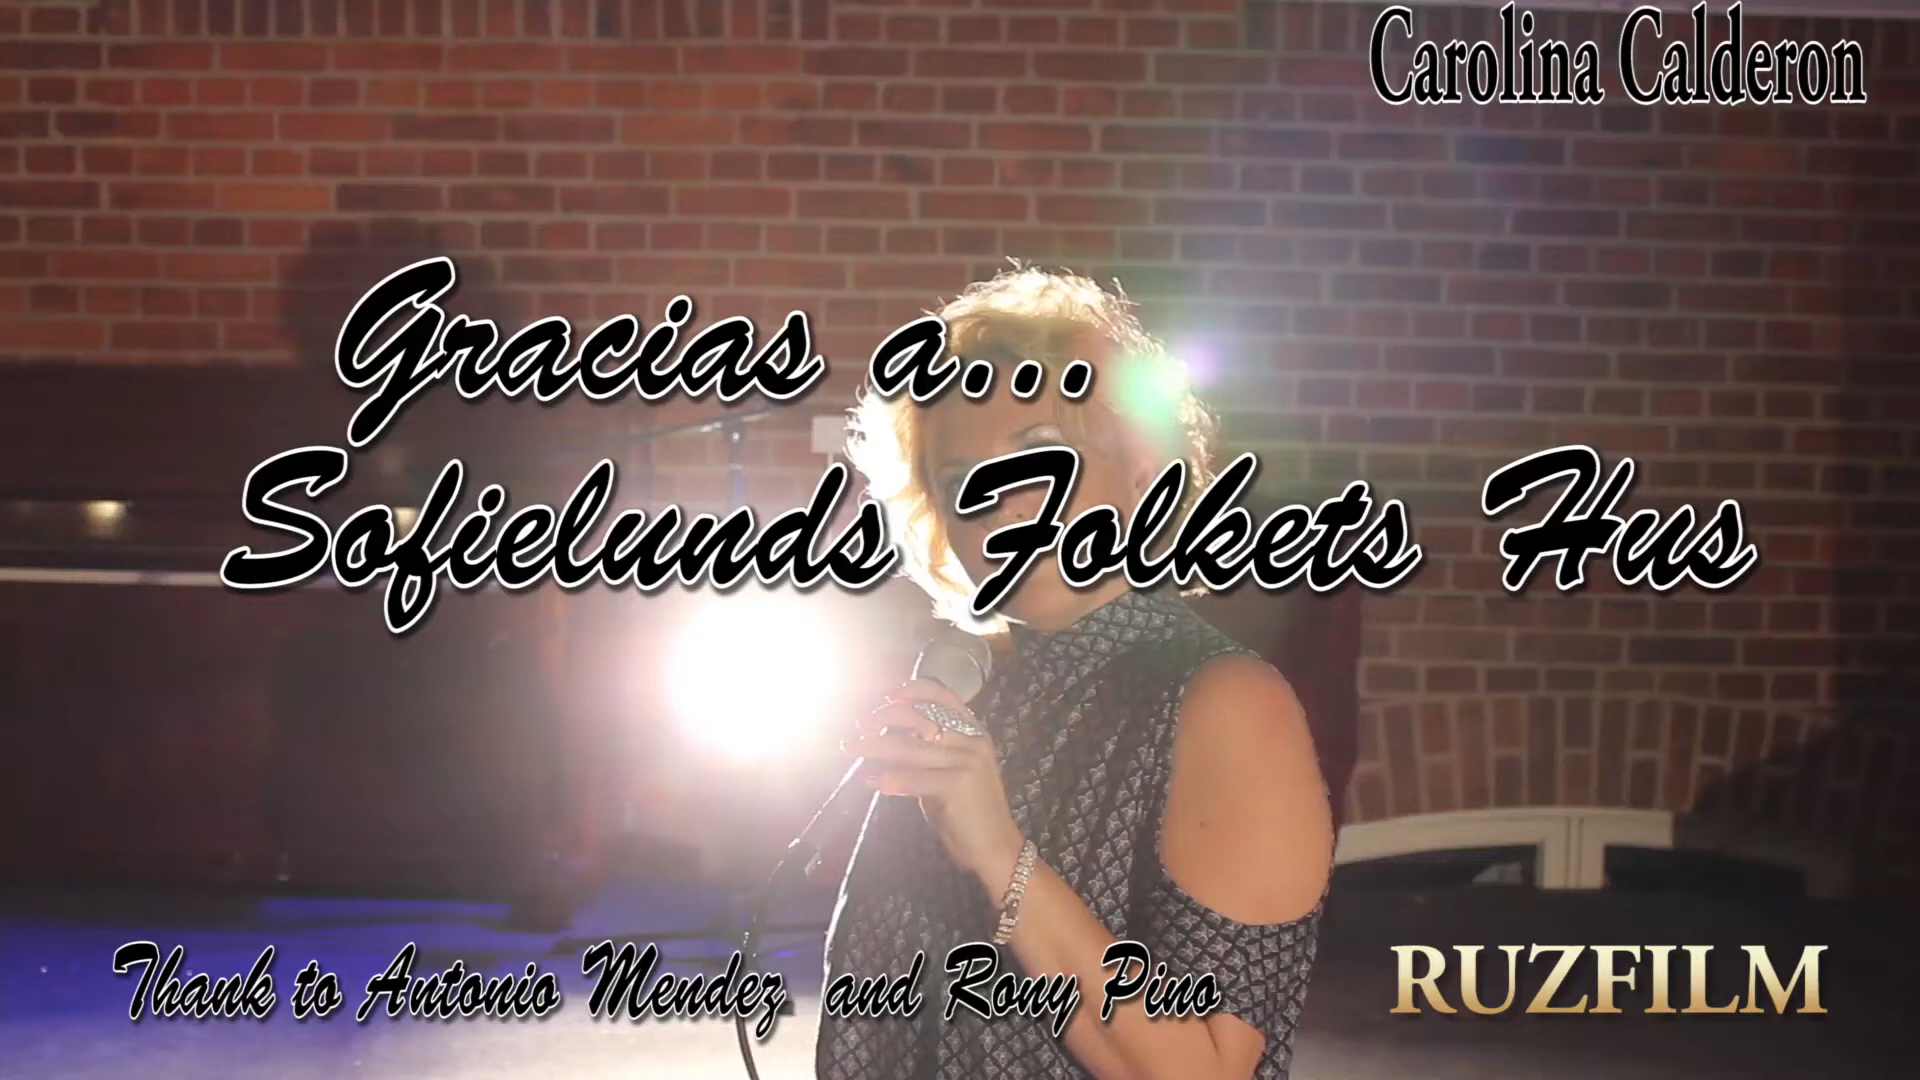 Carolina Calderon
Gracias a...
Sofielunds Folkets Hus
Thank to Antonio Mendez and Rony Pino
RUZFILM